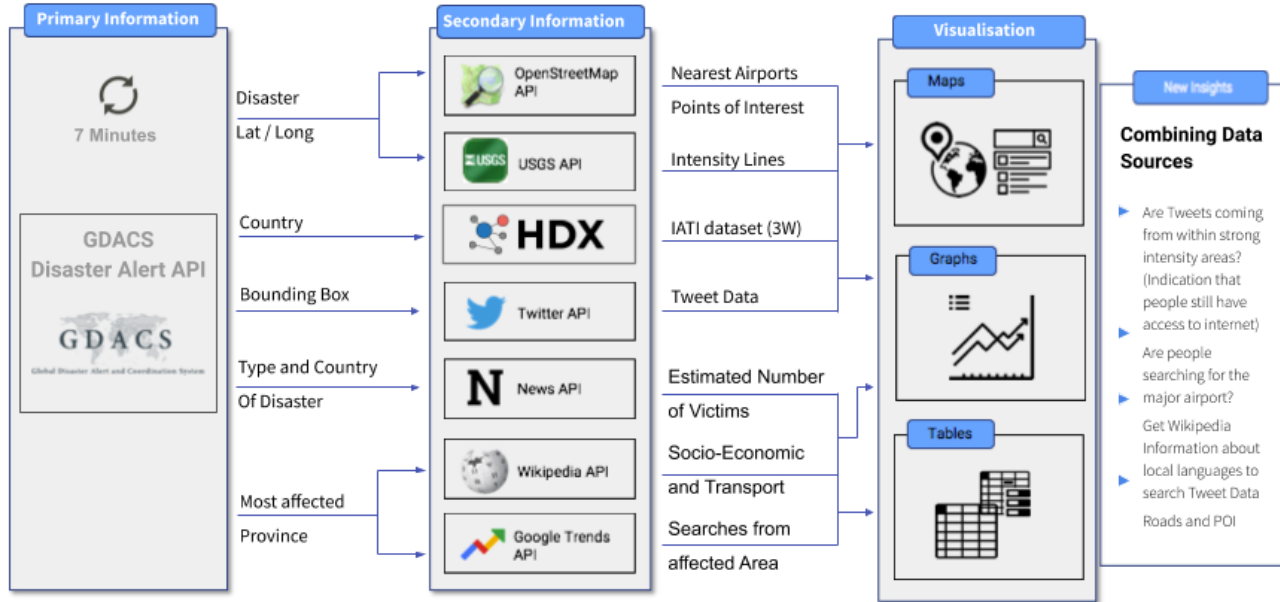 Primary Information
7 Minutes
GDACS
Disaster Alert API
GDACS
Global Disaster Alert and Coordination System
Disaster
Lat / Long
Country
Bounding Box
Type and Country
Of Disaster
Most affected
Province
Secondary Information
OpenStreetMap
API
USGS
USGS API
HDX
Twitter API
N
News API
Wikipedia API
Google Trends
API
Nearest Airports
Points of Interest
Intensity Lines
IATI dataset (3W)
Tweet Data
Estimated Number
of Victims
Socio-Economic
and Transport
Searches from
affected Area
Visualisation
Maps
Graphs
Tables
New Insights
Combining Data
Sources
Are Tweets coming
from within strong
intensity areas?
(Indication that
people still have
access to internet)
Are people
searching for the
major airport?
Get Wikipedia
Information about
local languages to
search Tweet Data
Roads and POI